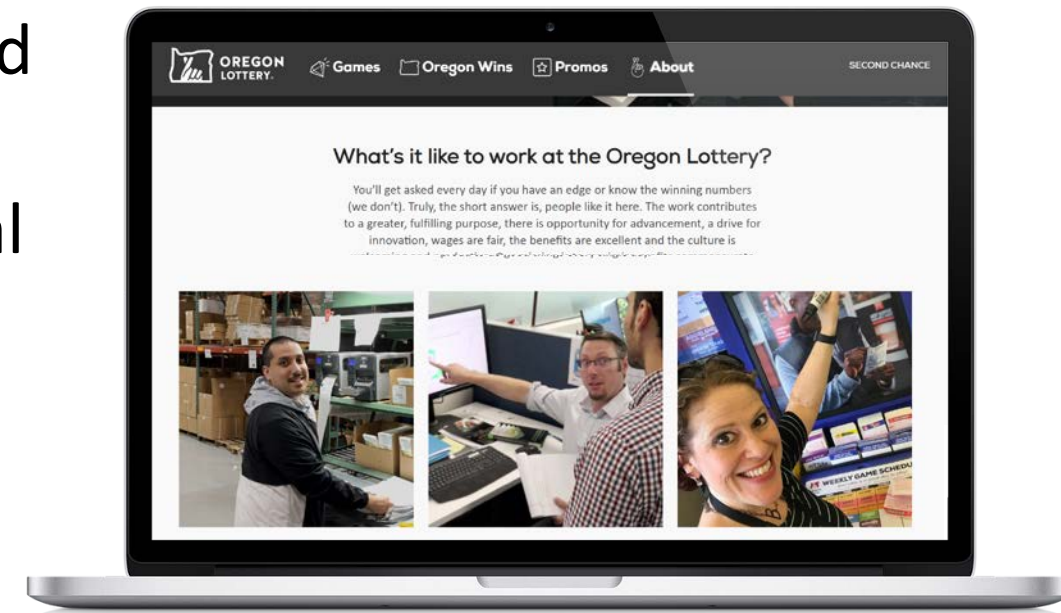 d
al
OREGON
LOTTERY.
Games
Oregon Wins
Promos
About
SECOND CHANCE
What's it like to work at the Oregon Lottery?
You'll get asked every day if you have an edge or know the winning numbers
(we don't). Truly, the short answer is, people like it here. The work contributes
to a greater, fulfilling purpose, there is opportunity for advancement, a drive for
innovation, wages are fair, the benefits are excellent and the culture is
WEEKLY GAME SCHEDU